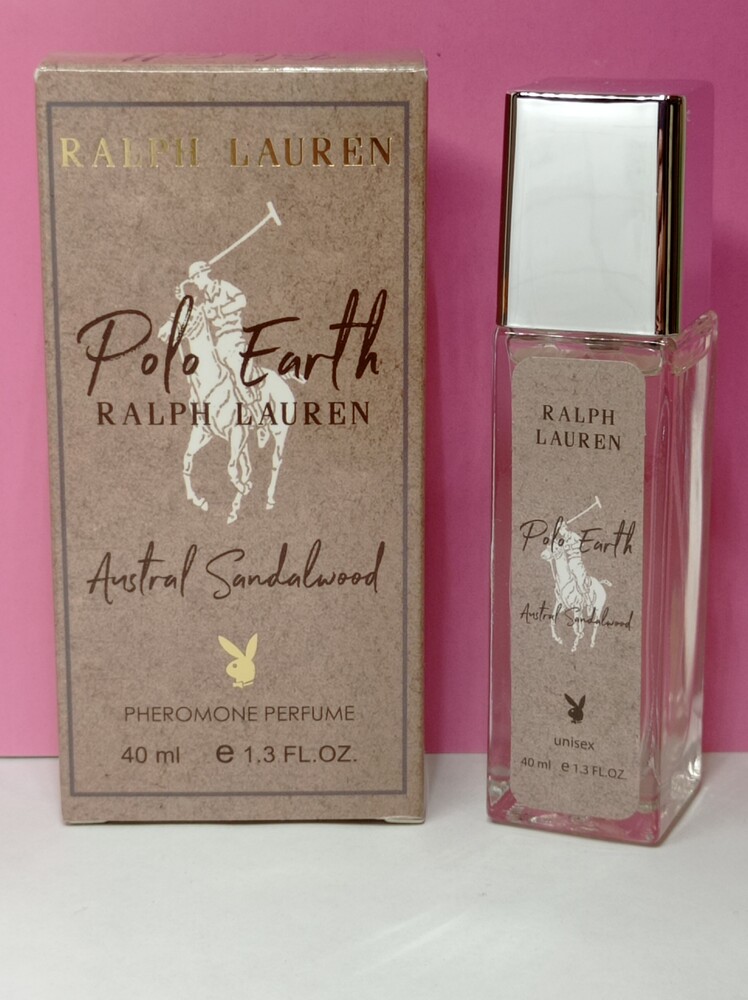 RALPH LAUREN
Polo Earth
RALPH LAUREN
Austral Sandalwood
PHEROMONE PERFUME
40 ml e 1.3 FL.OZ.
RALPH
LAUREN
Polo Earth
Austral Sandalwood
unisex
40 ml e 1.3 FL.OZ.